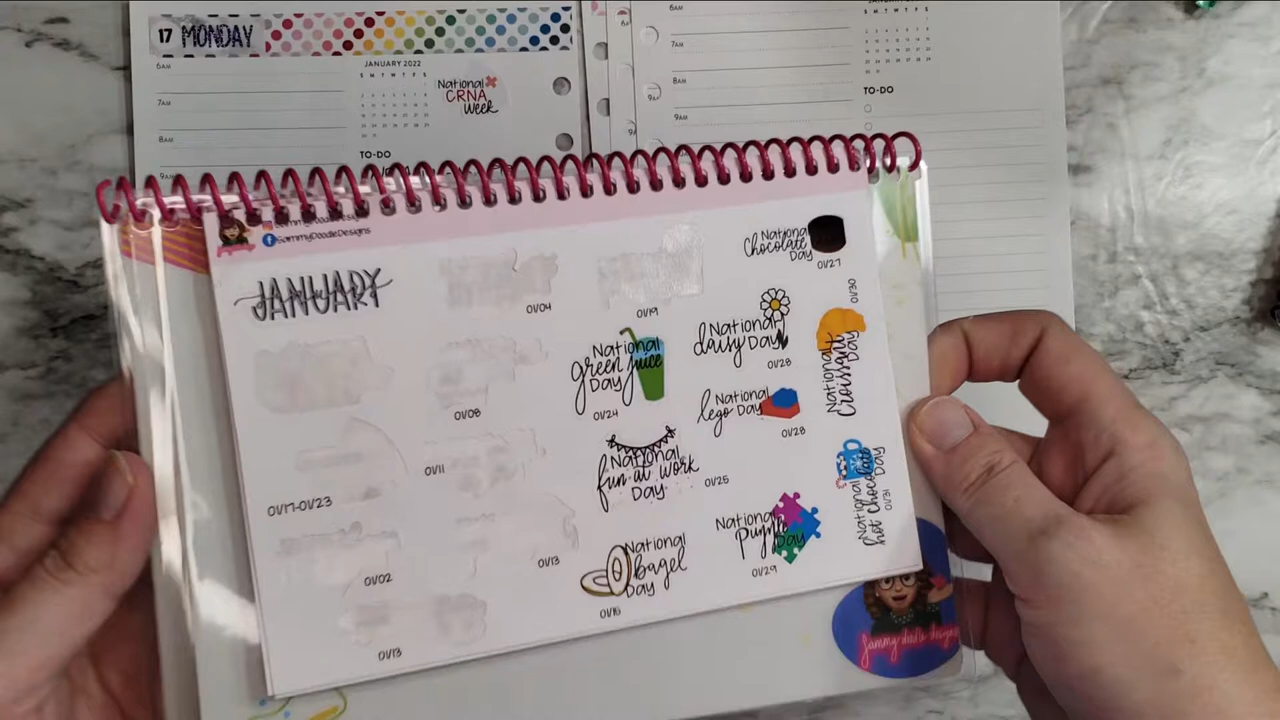 17 MONDAY
6AM
7AM
8AM
9AM
JANUARY 2022
S M T W T F S
TO-DO
National
CRNA
Week
6AM
7AM
8AM
9AM
TO-DO
SammyDoodleDesigns
JANUARY
01/04
01/19
National
Chocolate
Day
01/27
01/08
National
green juice
Day
01/24
National
daisy Day
01/28
01/30
National
Croissant
Day
National
lego Day
01/28
01/17-01/23
01/11
National
fun at work
Day
01/25
National
hot chocolate
Day
01/31
01/02
01/13
National
bagel
Day
National
puzzle
Day
01/29
01/13
Sammy doodle designs